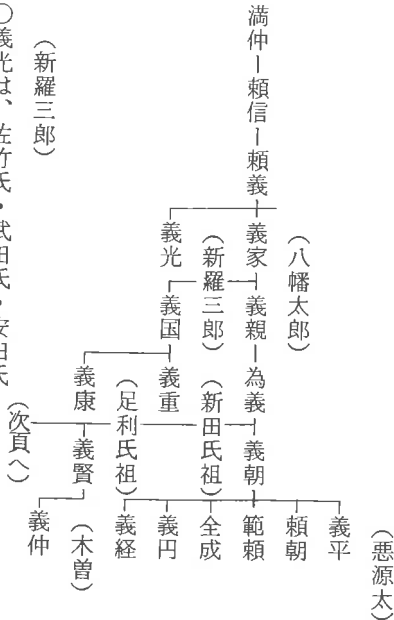 （悪源太）
義平
（八幡太郎）
頼朝
満仲―頼信―頼義―義家―義親―為義―義朝―範頼
（新羅三郎）
（新田氏祖）
全成
義光
義国―義重
義円
（足利氏祖）
義経
義康
義賢
（木曽）
義仲
（新羅三郎）
（次頁へ）
〇義光は、佐竹氏・武田氏・安田氏